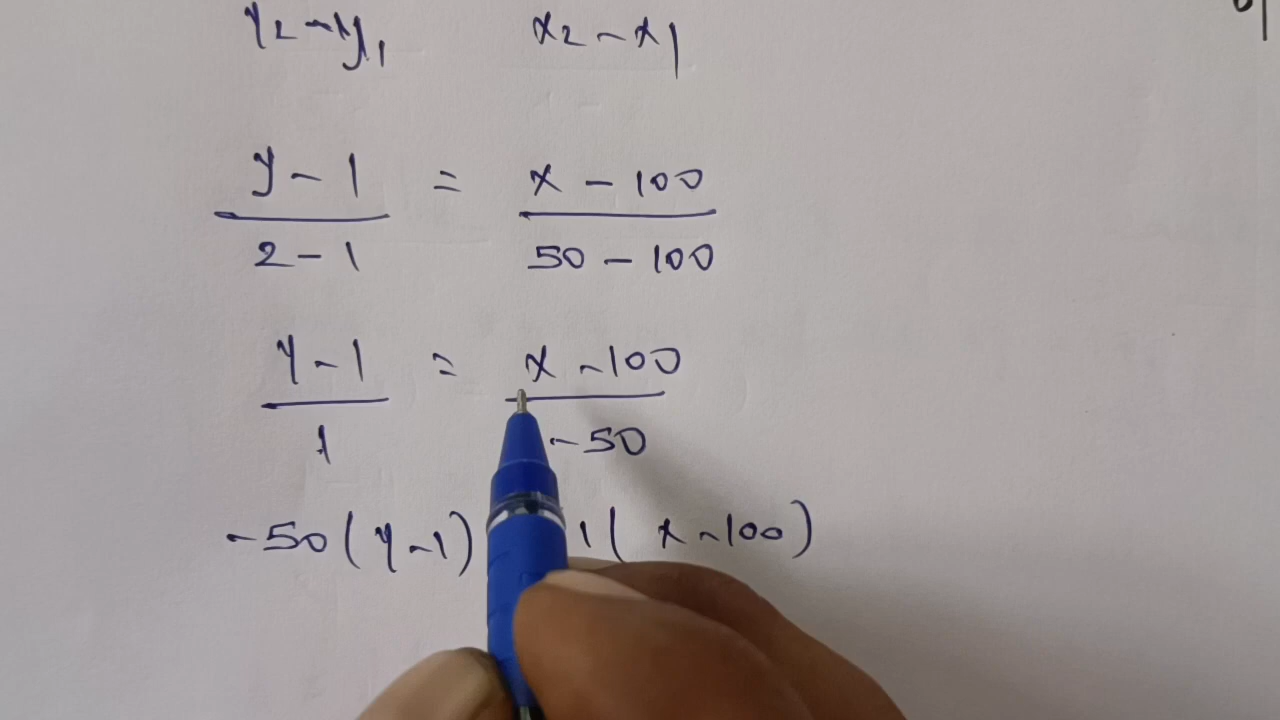 y₂ - y₁ x₂ - x₁
y - 1 = x - 100
2 - 1 50 - 100
y - 1 = x - 100
1 -50
-50(y-1) 1(x-100)